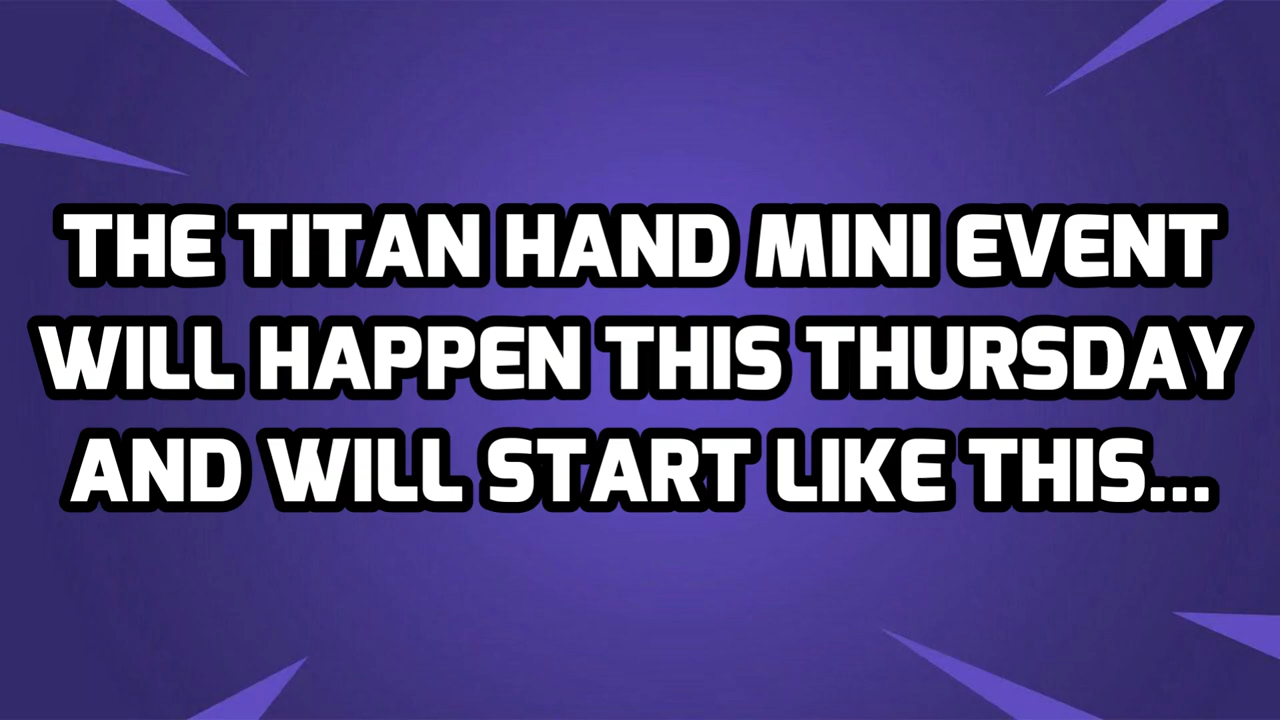 THE TITAN HAND MINI EVENT
WILL HAPPEN THIS THURSDAY
AND WILL START LIKE THIS...